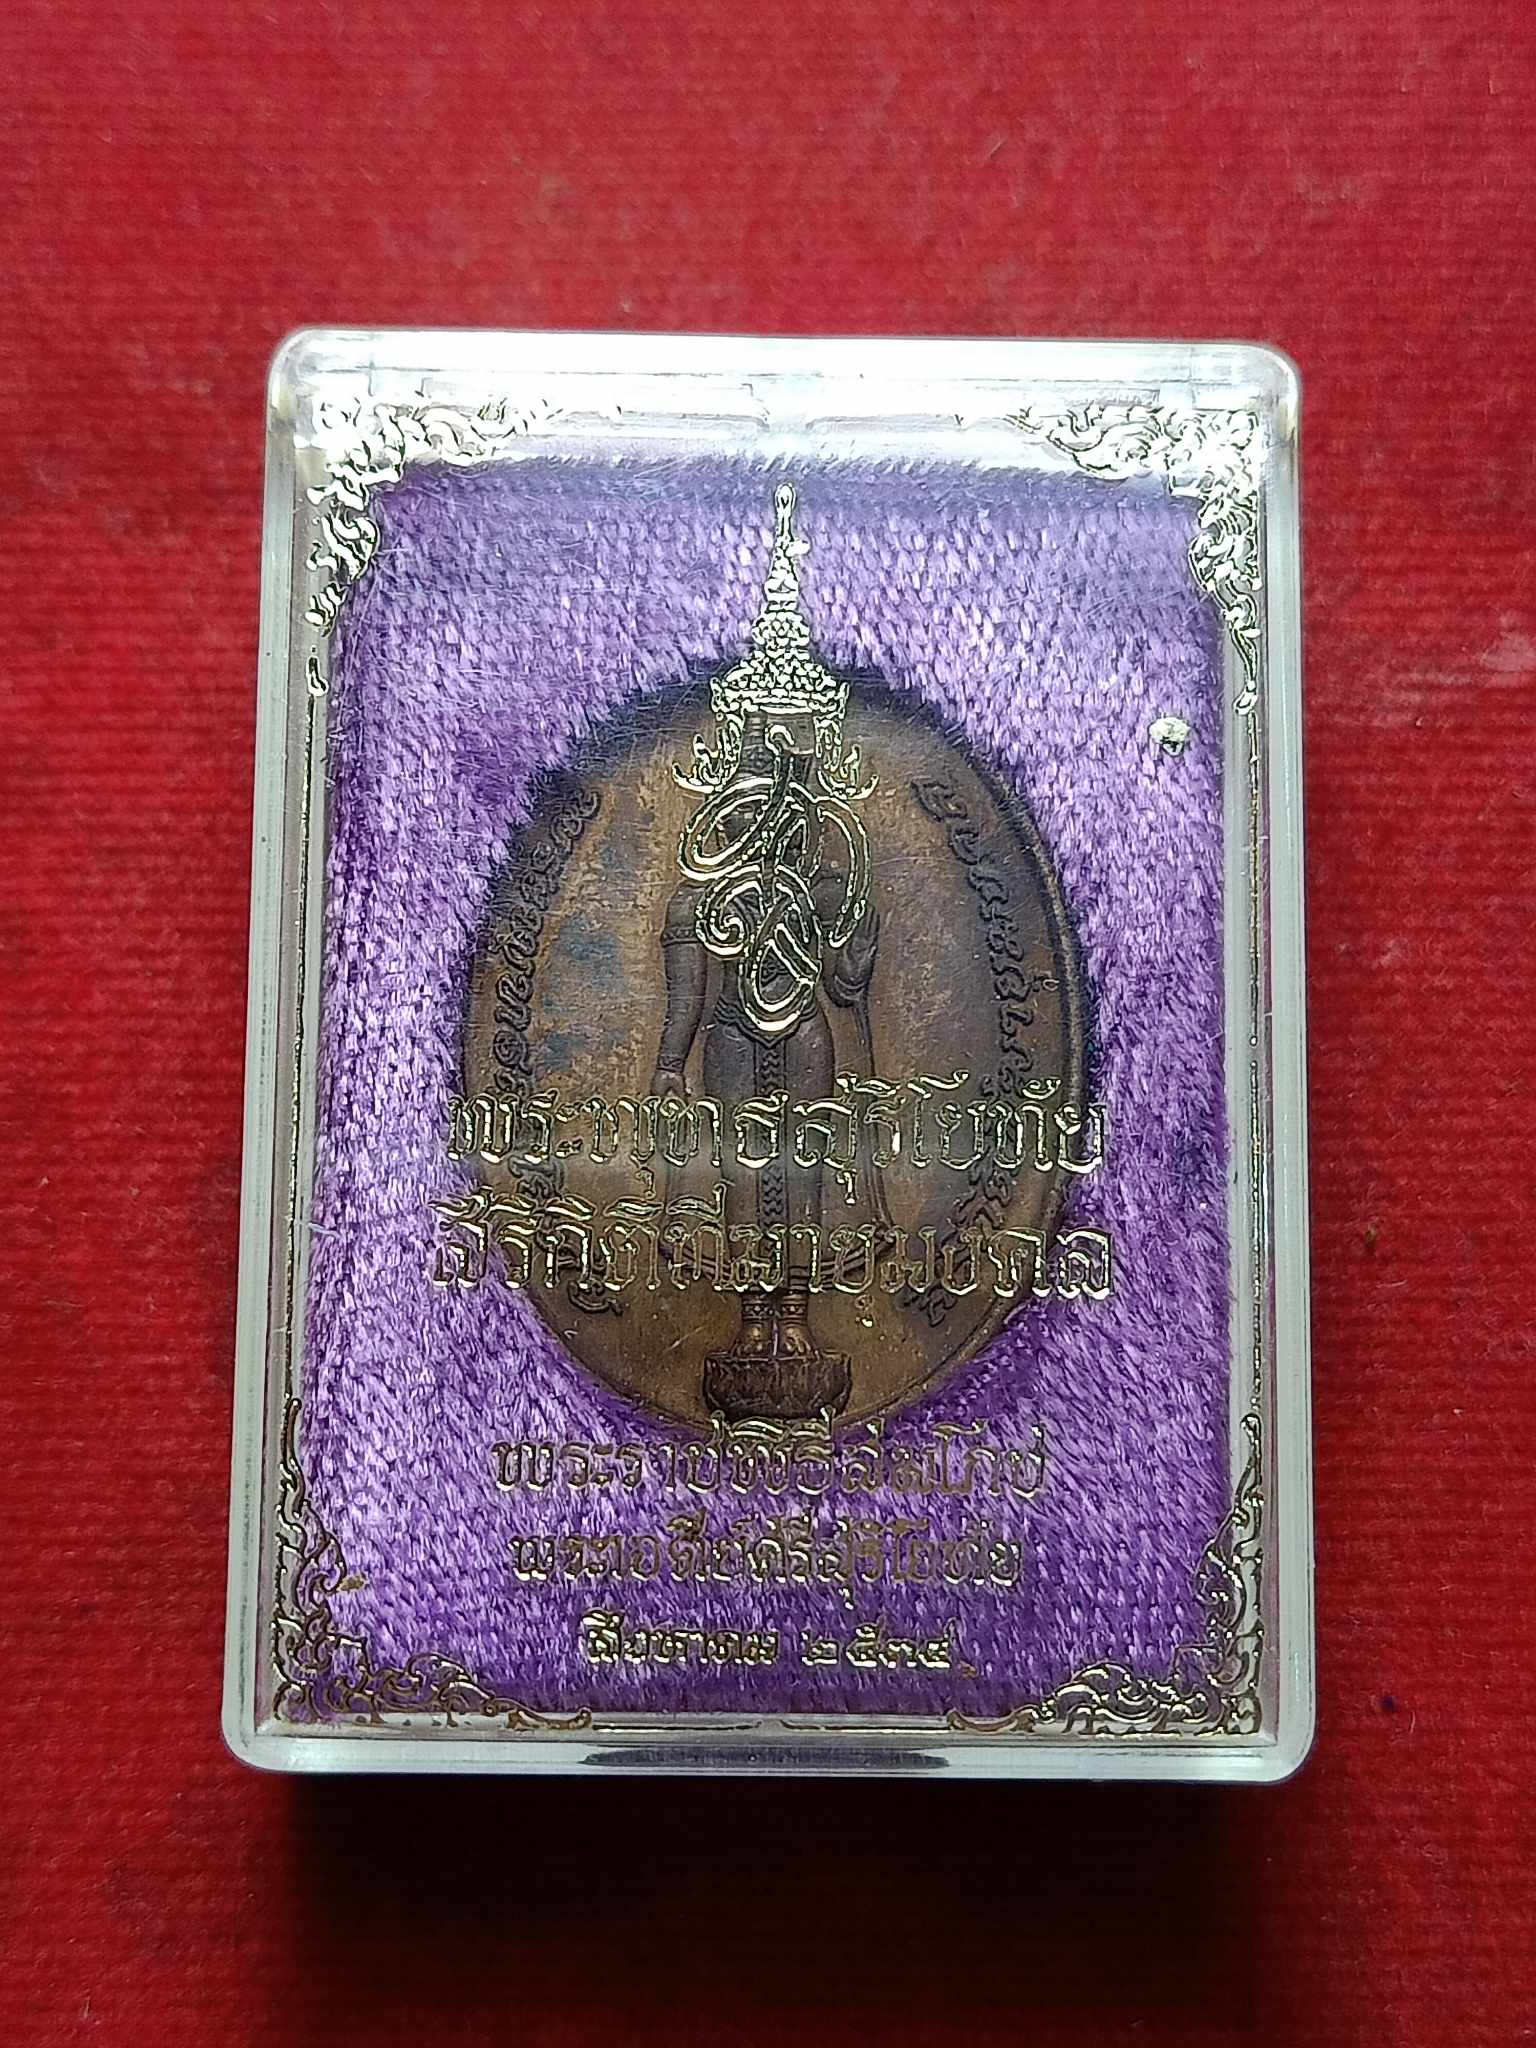 พระพุทธสุริโยทัย
สิริกิติทีฆายุมงคล
พระราชพิธีสมโภช
พระเจดีย์ศรีสุริโยทัย
สิงหาคม ๒๕๓๔